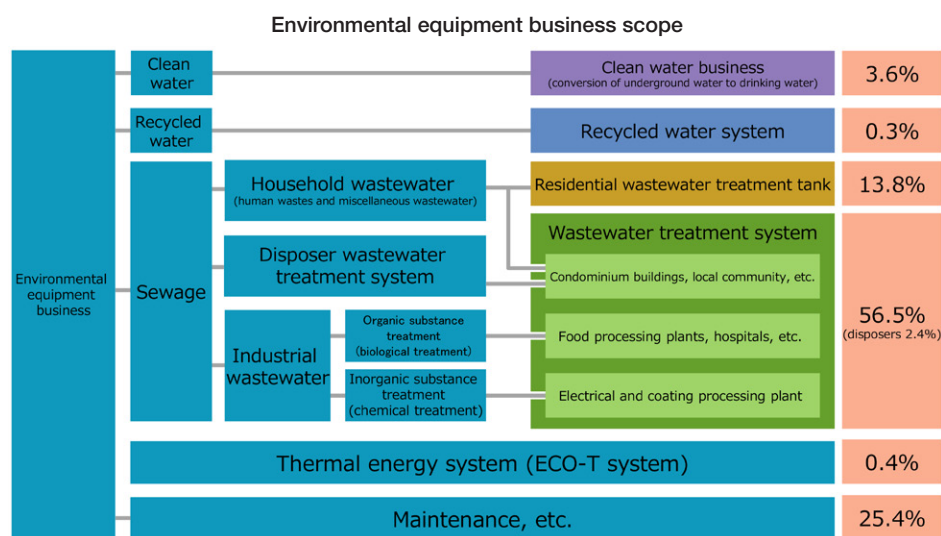 Environmental equipment business scope
Environmental
equipment
business
Clean
water
Clean water business
(conversion of underground water to drinking water)
3.6%
Recycled
water
Recycled water system
0.3%
Sewage
Household wastewater
(human wastes and miscellaneous wastewater)
Residential wastewater treatment tank
13.8%
Disposer wastewater
treatment system
Wastewater treatment system
Condominium buildings, local community, etc.
56.5%
(disposers 2.4%)
Industrial
wastewater
Organic substance
treatment
(biological treatment)
Food processing plants, hospitals, etc.
Inorganic substance
treatment
(chemical treatment)
Electrical and coating processing plant
Thermal energy system (ECO-T system)
0.4%
Maintenance, etc.
25.4%